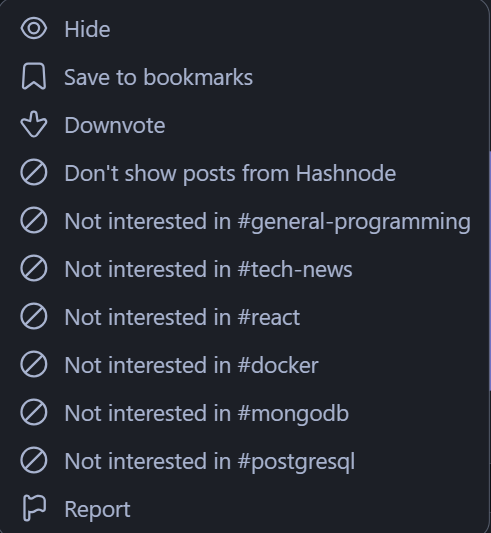 Hide
Save to bookmarks
Downvote
Don't show posts from Hashnode
Not interested in #general-programming
Not interested in #tech-news
Not interested in #react
Not interested in #docker
Not interested in #mongodb
Not interested in #postgresql
Report